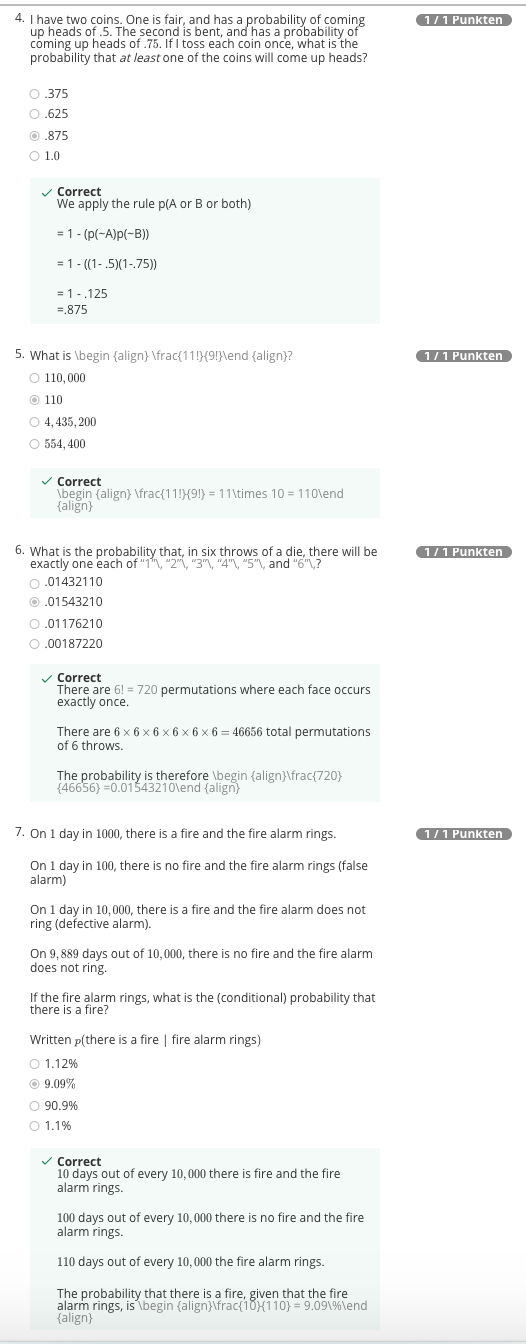 4. I have two coins. One is fair, and has a probability of coming
up heads of .5. The second is bent, and has a probability of
coming up heads of .75. If I toss each coin once, what is the
probability that at least one of the coins will come up heads?
1 / 1 Punkten
.375
.625
.875
1.0
Correct
We apply the rule p(A or B or both)
= 1 - (p(~A)p(~B))
= 1 - ((1- .5)(1-.75))
= 1 - .125
=.875
5. What is \begin {align} \frac{11!}{9!}\end {align}?
1 / 1 Punkten
110,000
110
4,435,200
554,400
Correct
\begin {align} \frac{11!}{9!} = 11\times 10 = 110\end
{align}
6. What is the probability that, in six throws of a die, there will be
exactly one each of “1”\, “2”\, “3”\, “4”\, “5”\, and “6”\,?
1 / 1 Punkten
.01432110
.01543210
.01176210
.00187220
Correct
There are 6! = 720 permutations where each face occurs
exactly once.
There are 6 × 6 × 6 × 6 × 6 × 6 = 46656 total permutations
of 6 throws.
The probability is therefore \begin {align}\frac{720}
{46656} =0.01543210\end {align}
7. On 1 day in 1000, there is a fire and the fire alarm rings.
1 / 1 Punkten
On 1 day in 100, there is no fire and the fire alarm rings (false
alarm)
On 1 day in 10,000, there is a fire and the fire alarm does not
ring (defective alarm).
On 9,889 days out of 10,000, there is no fire and the fire alarm
does not ring.
If the fire alarm rings, what is the (conditional) probability that
there is a fire?
Written p(there is a fire | fire alarm rings)
1.12%
9.09%
90.9%
1.1%
Correct
10 days out of every 10,000 there is fire and the fire
alarm rings.
100 days out of every 10,000 there is no fire and the fire
alarm rings.
110 days out of every 10,000 the fire alarm rings.
The probability that there is a fire, given that the fire
alarm rings, is \begin {align}\frac{10}{110} = 9.09\%\end
{align}